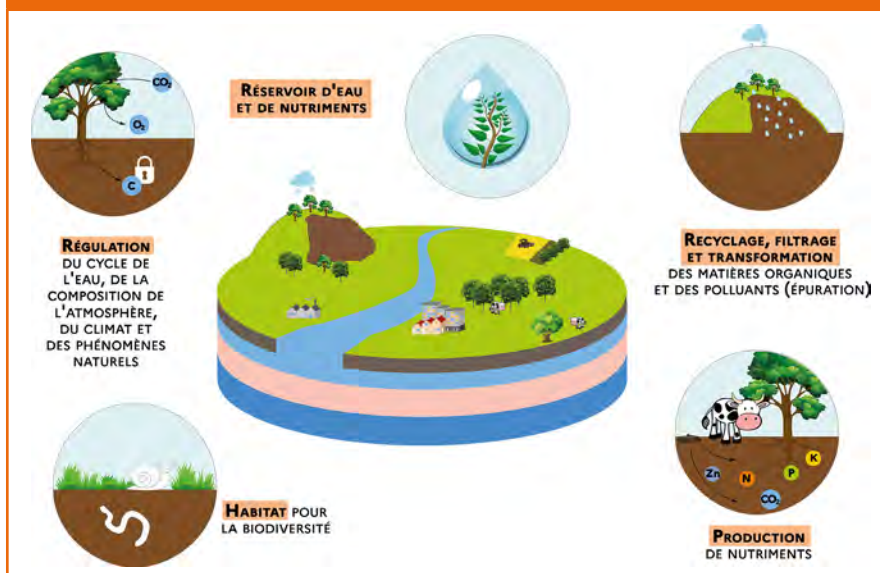 CO₂
O₂
C
RÉGULATION
DU CYCLE DE
L'EAU, DE LA
COMPOSITION DE
L'ATMOSPHÈRE,
DU CLIMAT ET
DES PHÉNOMÈNES
NATURELS
RÉSERVOIR D'EAU
ET DE NUTRIMENTS
RECYCLAGE, FILTRAGE
ET TRANSFORMATION
DES MATIÈRES ORGANIQUES
ET DES POLLUANTS (ÉPURATION)
HABITAT POUR
LA BIODIVERSITÉ
Zn
N
CO₂
P
K
PRODUCTION
DE NUTRIMENTS